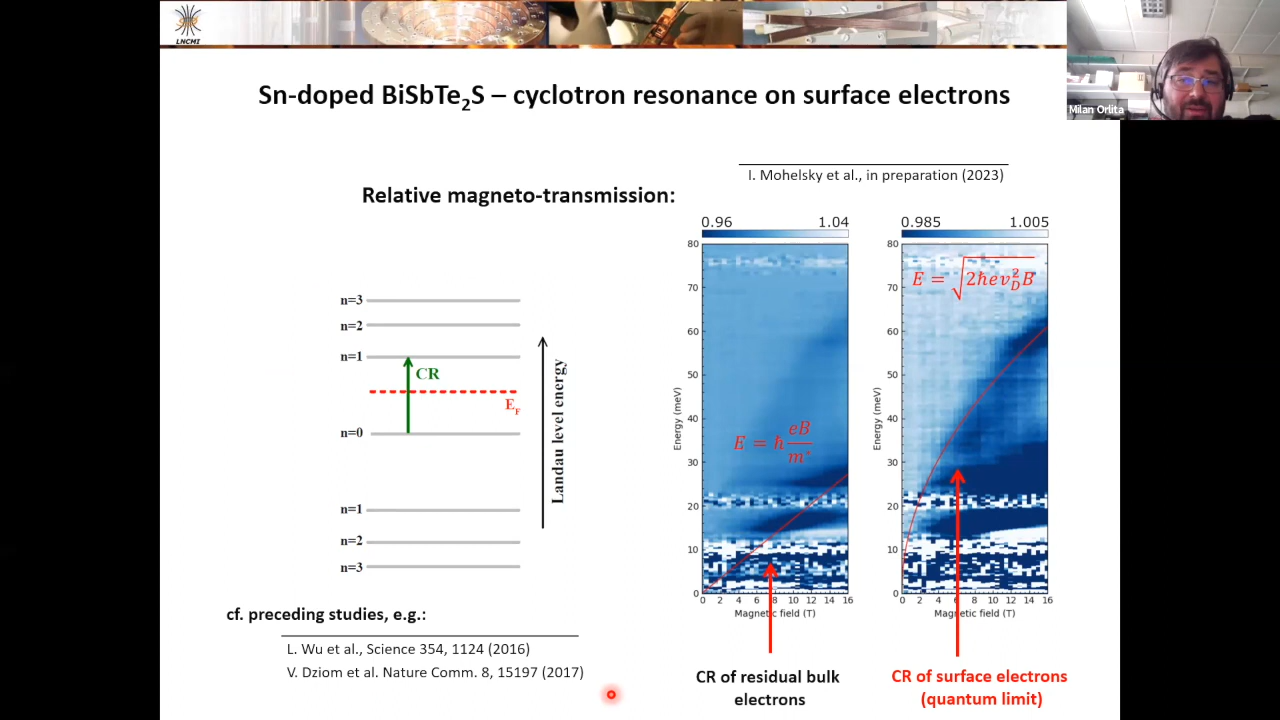 LNCMI
Milan Orlita
Sn-doped BiSbTe₂S – cyclotron resonance on surface electrons
I. Mohelsky et al., in preparation (2023)
Relative magneto-transmission:
0.96 1.04
0.985 1.005
n=3
n=2
n=1
CR
E_F
n=0
n=1
n=2
n=3
Landau level energy
Energy (meV)
80
70
60
50
40
30
20
10
0
E = ħ eB/m*
0 2 4 6 8 10 12 14 16
Magnetic field (T)
Energy (meV)
80
70
60
50
40
30
20
10
0
E = √2ħev_D²B
0 2 4 6 8 10 12 14 16
Magnetic field (T)
cf. preceding studies, e.g.:
L. Wu et al., Science 354, 1124 (2016)
V. Dziom et al. Nature Comm. 8, 15197 (2017)
CR of residual bulk
electrons
CR of surface electrons
(quantum limit)